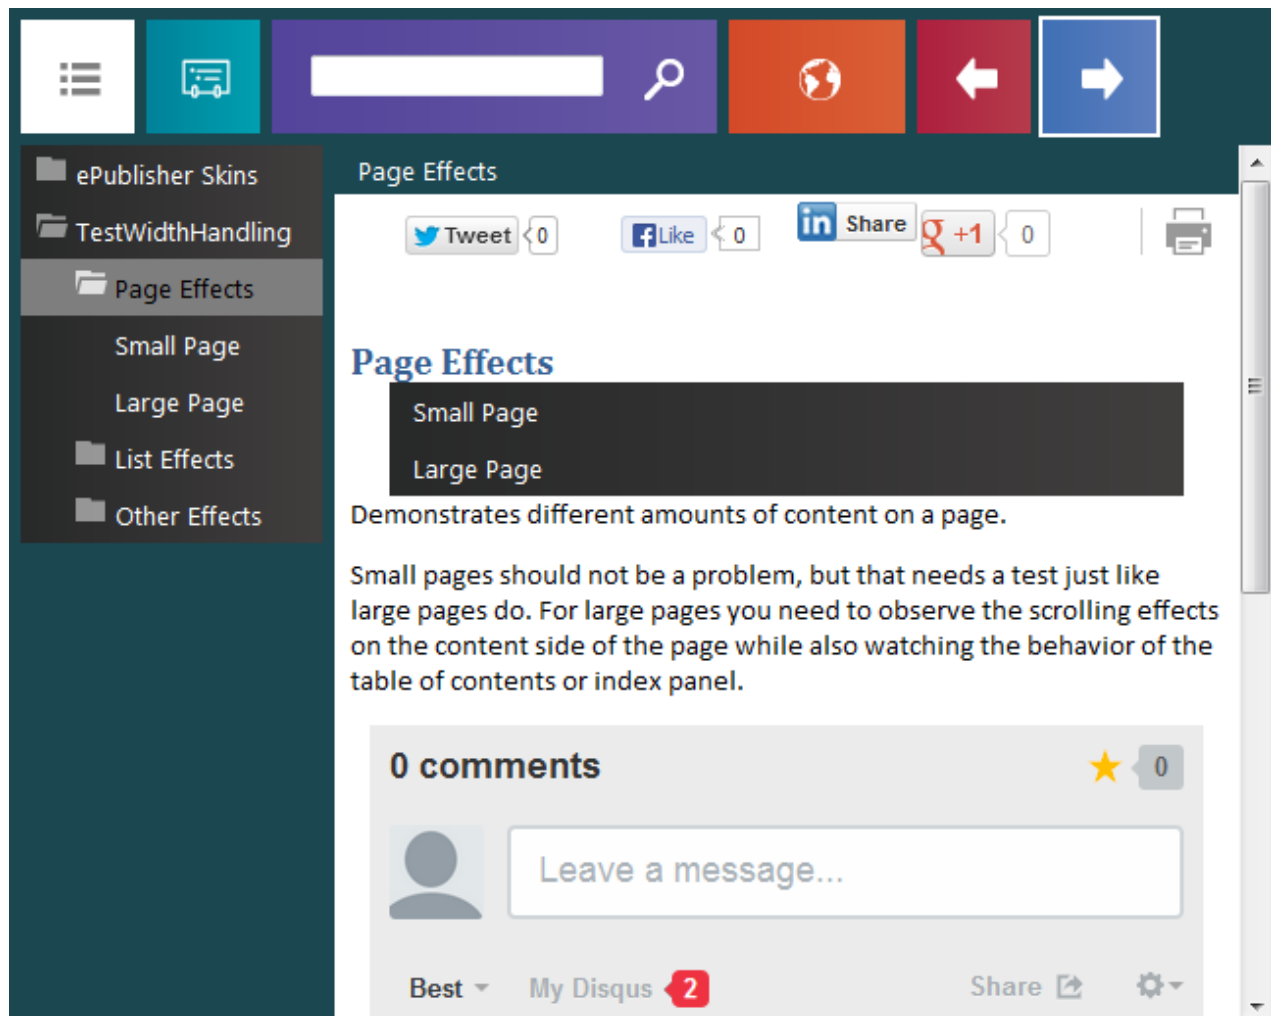 ePublisher Skins
TestWidthHandling
Page Effects
Small Page
Large Page
List Effects
Other Effects
Page Effects
Tweet 0
f Like 0
in Share
g +1 0
Page Effects
Small Page
Large Page
Demonstrates different amounts of content on a page.
Small pages should not be a problem, but that needs a test just like
large pages do. For large pages you need to observe the scrolling effects
on the content side of the page while also watching the behavior of the
table of contents or index panel.
0 comments
0
Leave a message...
Best
My Disqus 2
Share